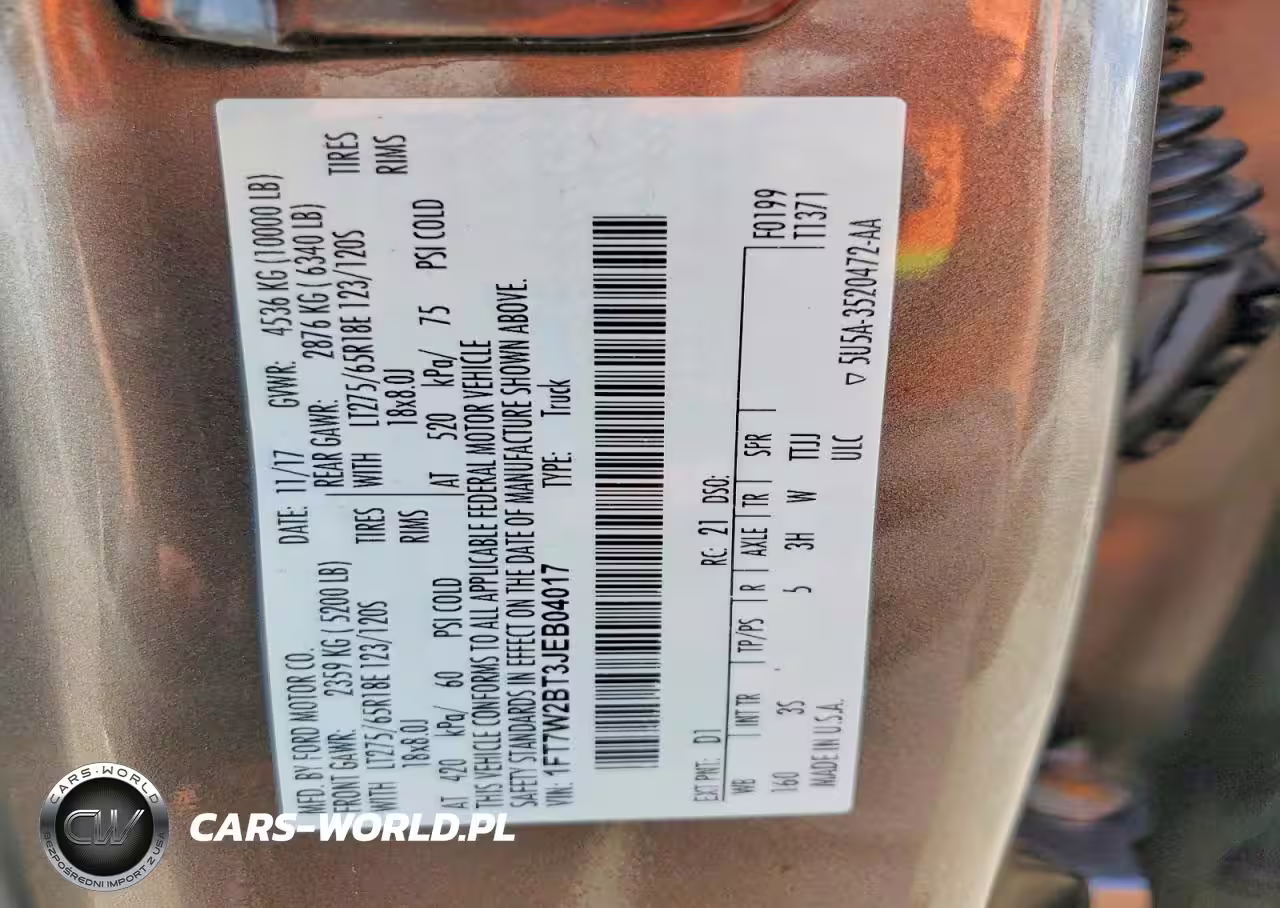 MFD. BY FORD MOTOR CO.
DATE: 11/17 GVWR: 4536 KG (10000 LB)
FRONT GAWR: 2359 KG ( 5200 LB) REAR GAWR: 2876 KG ( 6340 LB)
WITH LT275/65R18E 123/120S TIRES WITH LT275/65R18E 123/120S TIRES
18x8.0J RIMS 18x8.0J RIMS
AT 420 kPa/ 60 PSI COLD AT 520 kPa/ 75 PSI COLD
THIS VEHICLE CONFORMS TO ALL APPLICABLE FEDERAL MOTOR VEHICLE
SAFETY STANDARDS IN EFFECT ON THE DATE OF MANUFACTURE SHOWN ABOVE.
VIN: 1FT7W2BT3JEB04017 TYPE: Truck
EXT PNT: D1 RC: 21 DSO: F0199
WB INT TR TP/PS R AXLE TR SPR T1371
160 3S 5 3H W TTJJ
MADE IN U.S.A. ULC ▽ 5U5A-3520472-AA
CARS-WORLD
CW
BEZPOŚREDNI IMPORT Z USA
CARS-WORLD.PL